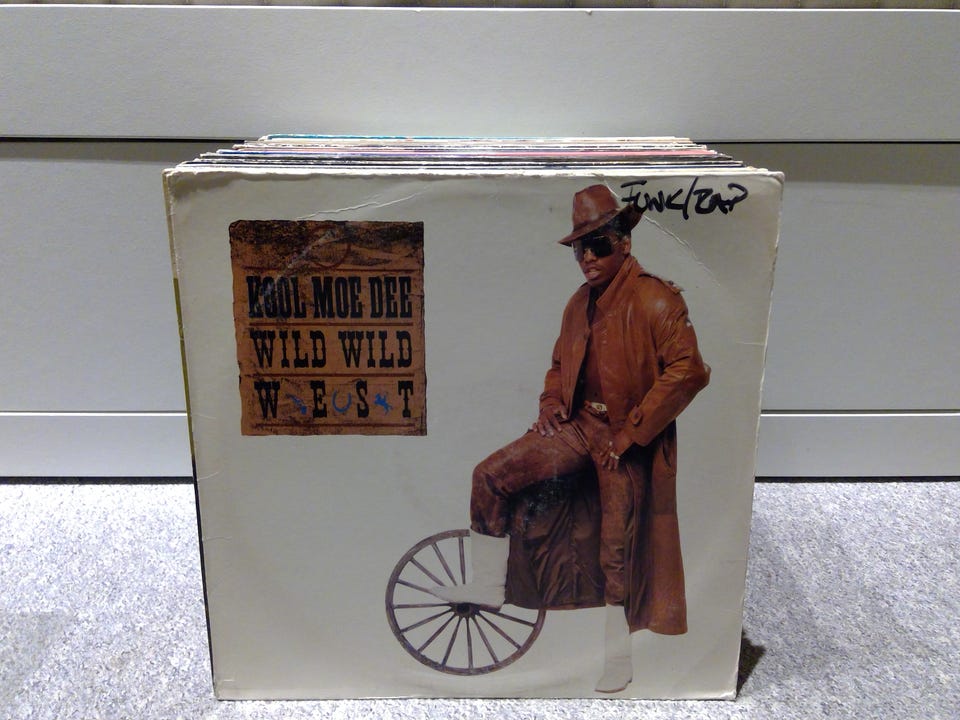 FUNK/RAP
KOOL MOE DEE
WILD WILD
WEST